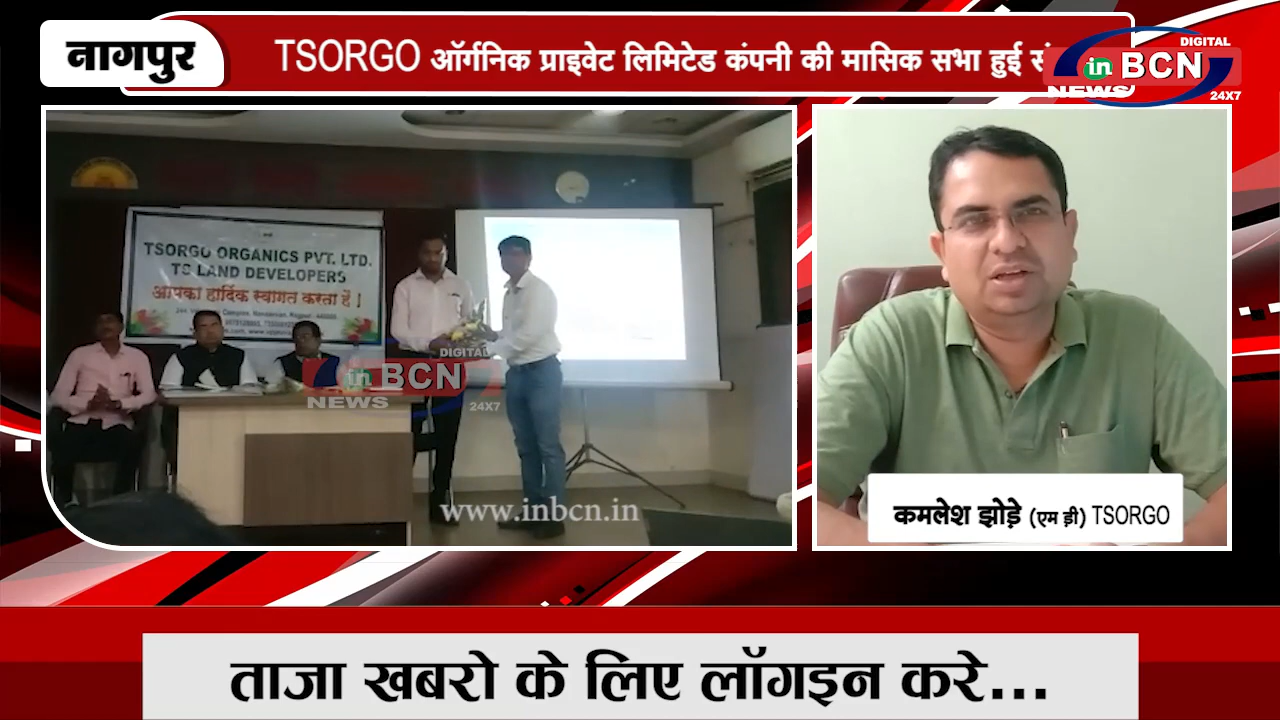 नागपुर
TSORGO ऑर्गनिक प्राइवेट लिमिटेड कंपनी की मासिक सभा हुई
DIGITAL
in BCN
NEWS
24X7
TSORGO ORGANICS PVT. LTD.
TS LAND DEVELOPERS
आपका हार्दिक स्वागत करता है !
DIGITAL
in BCN
NEWS
24X7
www.inbcn.in
कमलेश झोड़े (एम ड़ी) TSORGO
ताजा खबरो के लिए लॉगइन करे...